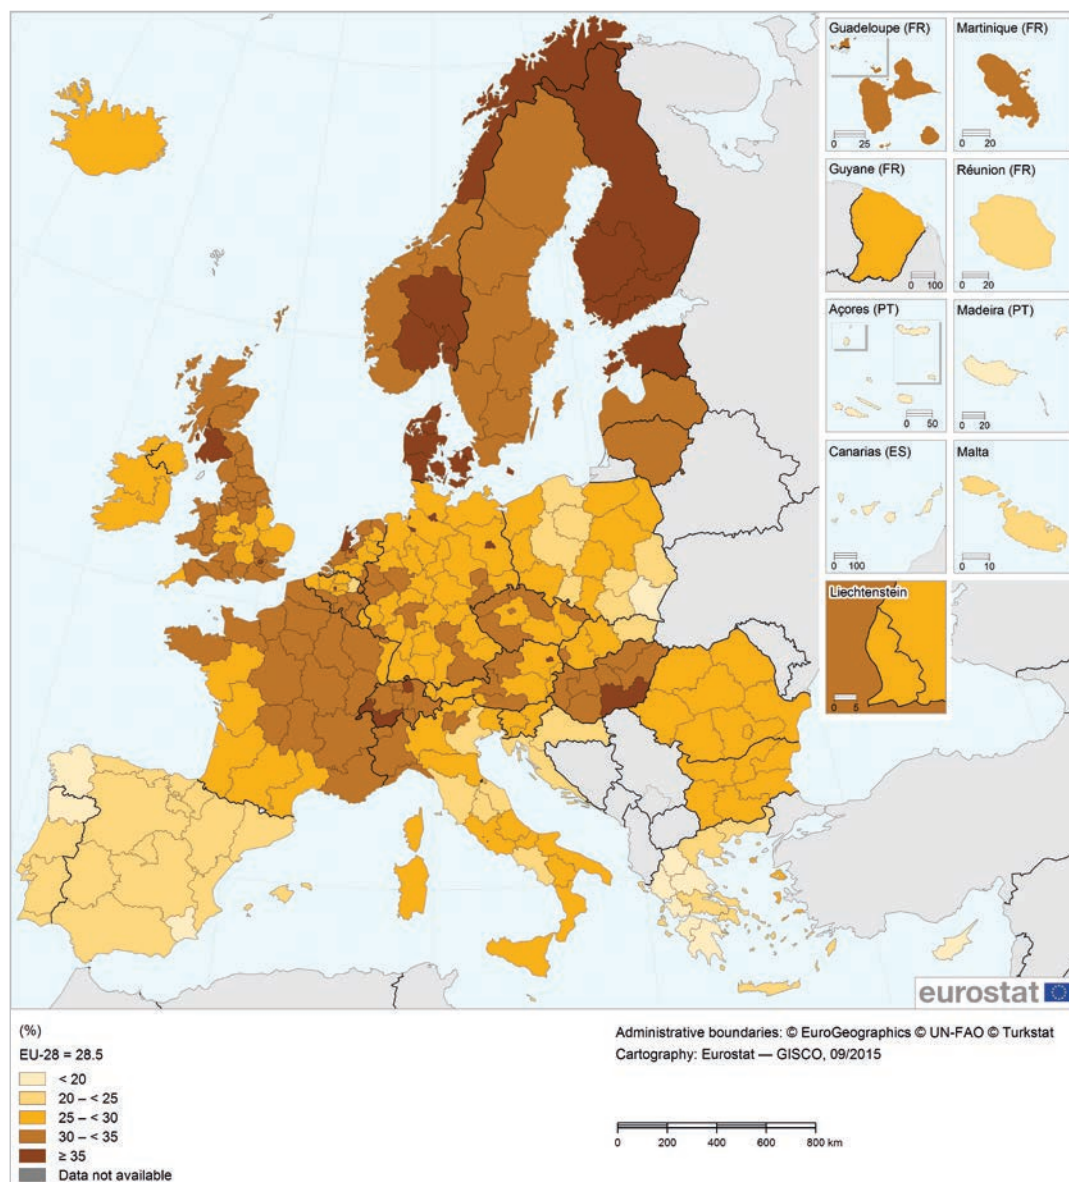 Guadeloupe (FR)
0 25
Martinique (FR)
0 20
Guyane (FR)
0 100
Réunion (FR)
0 20
Açores (PT)
0 50
Madeira (PT)
0 20
Canarias (ES)
0 100
Malta
0 10
Liechtenstein
0 5
eurostat
(%)
EU-28 = 28.5
< 20
20 – < 25
25 – < 30
30 – < 35
≥ 35
Data not available
Administrative boundaries: © EuroGeographics © UN-FAO © Turkstat
Cartography: Eurostat — GISCO, 09/2015
0 200 400 600 800 km